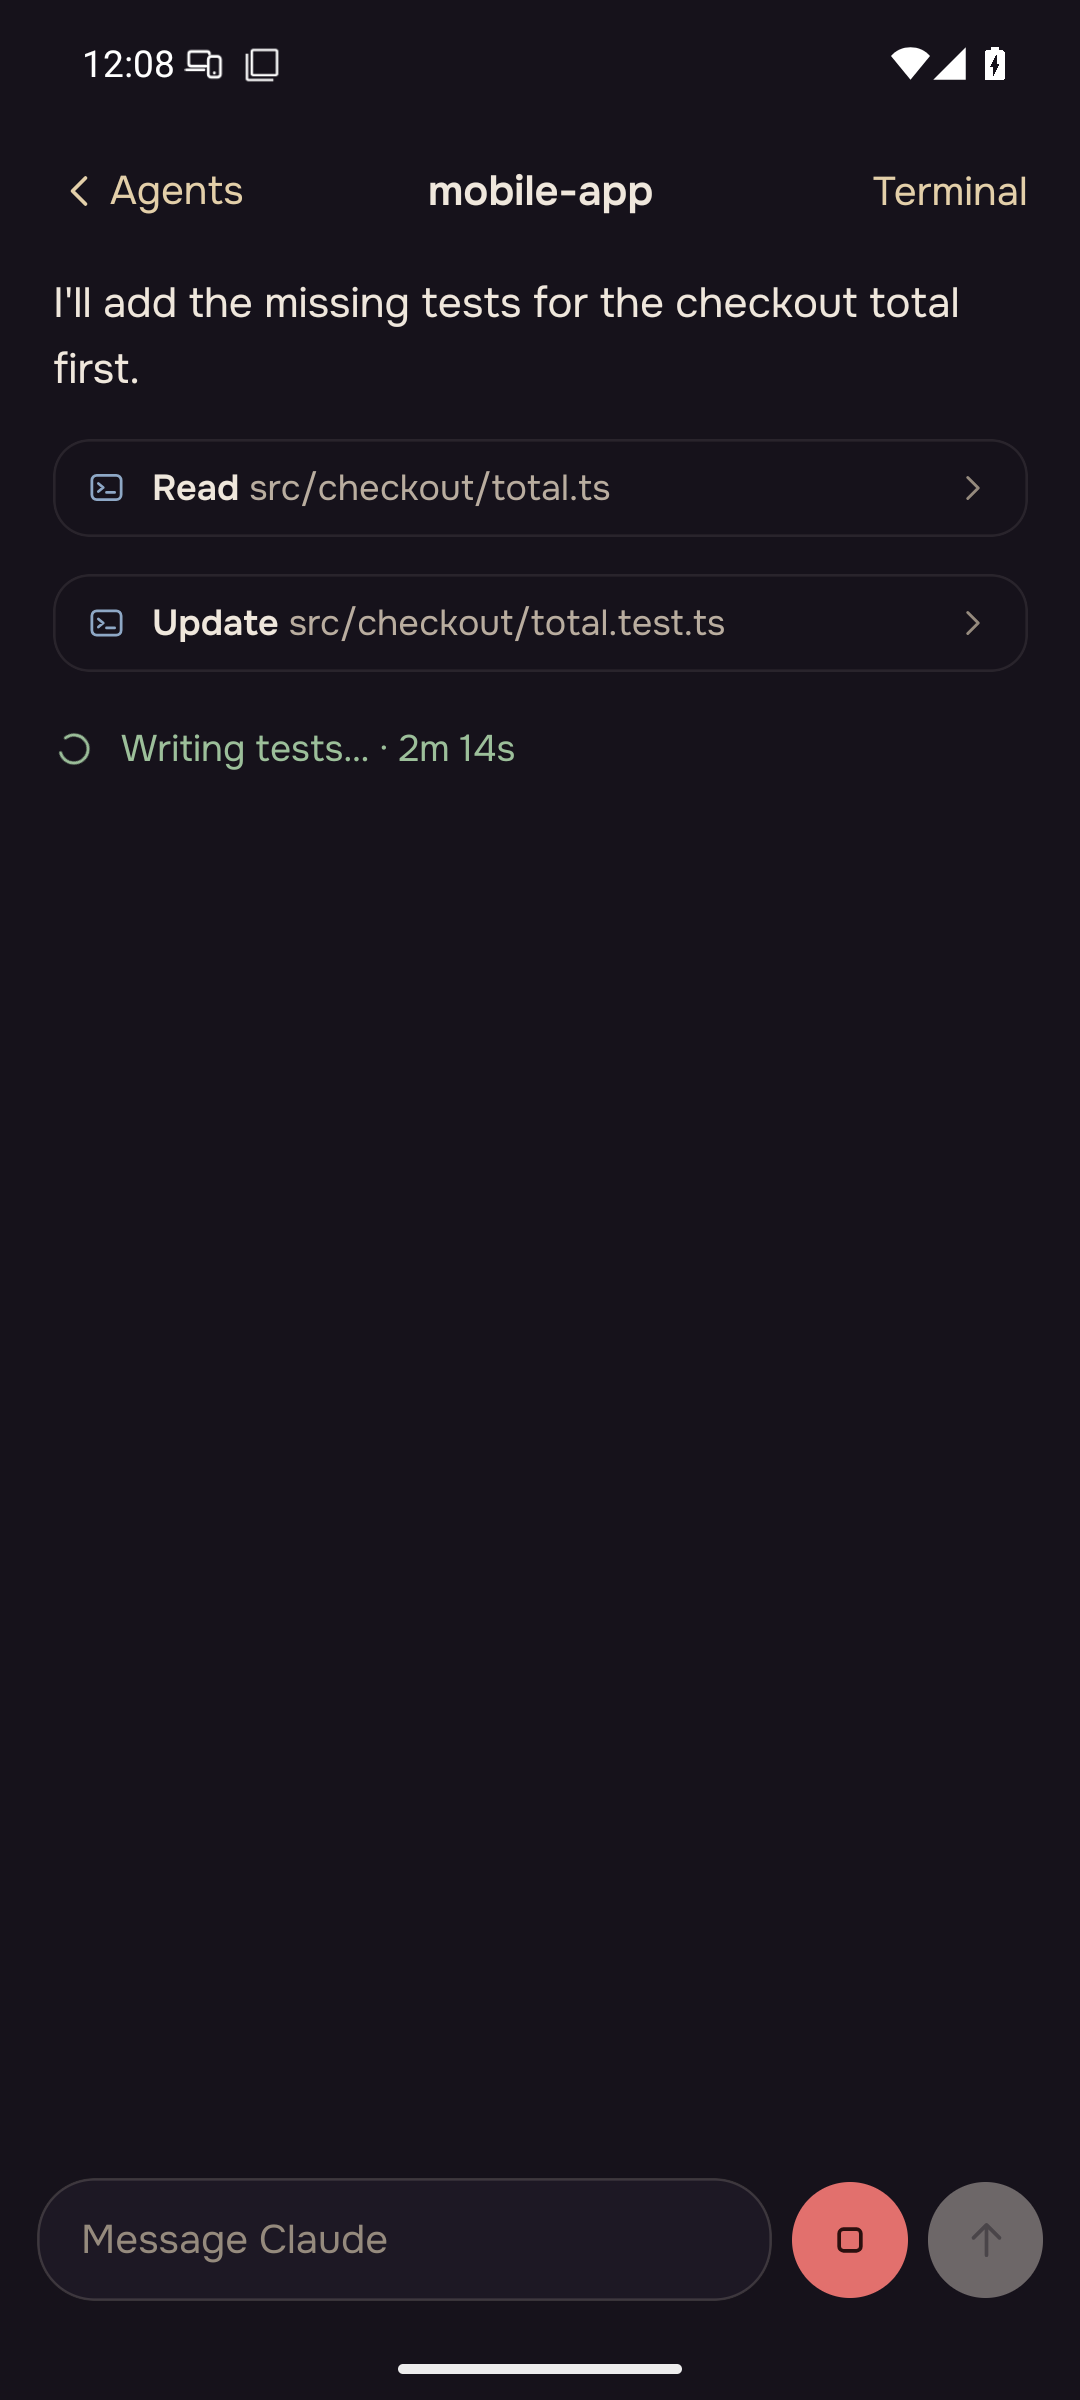 12:08
Agents
mobile-app
Terminal
I'll add the missing tests for the checkout total
first.
Read src/checkout/total.ts
Update src/checkout/total.test.ts
Writing tests... · 2m 14s
Message Claude